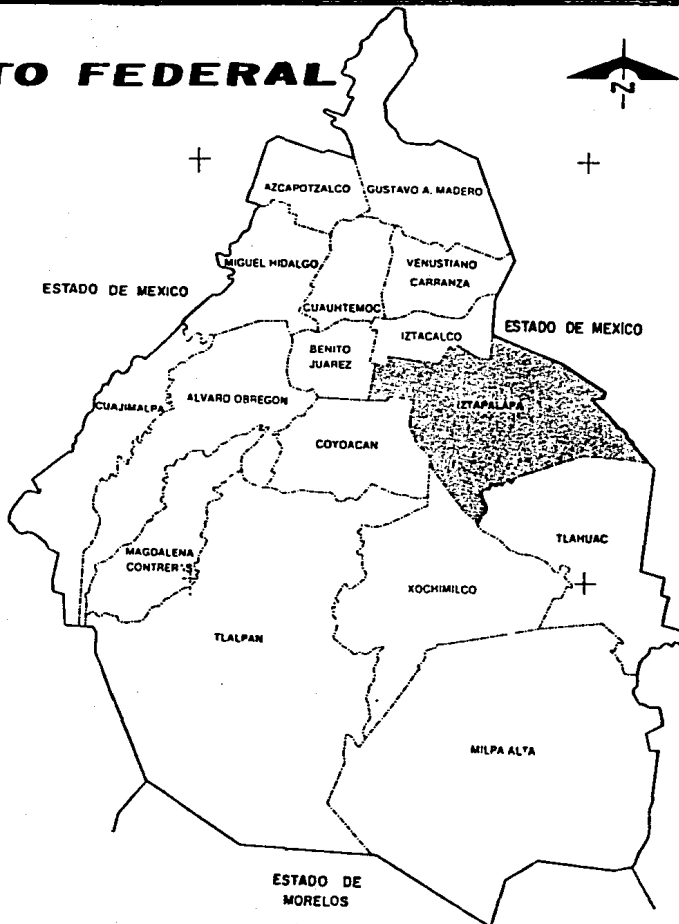 TO FEDERAL
N
AZCAPOTZALCO
GUSTAVO A. MADERO
MIGUEL HIDALGO
VENUSTIANO
CARRANZA
ESTADO DE MEXICO
CUAUHTEMOC
IZTACALCO
ESTADO DE MEXICO
BENITO
JUAREZ
CUAJIMALPA
ALVARO OBREGON
IZTAPALAPA
COYOACAN
TLAHUAC
MAGDALENA
CONTRERAS
XOCHIMILCO
TLALPAN
MILPA ALTA
ESTADO DE
MORELOS